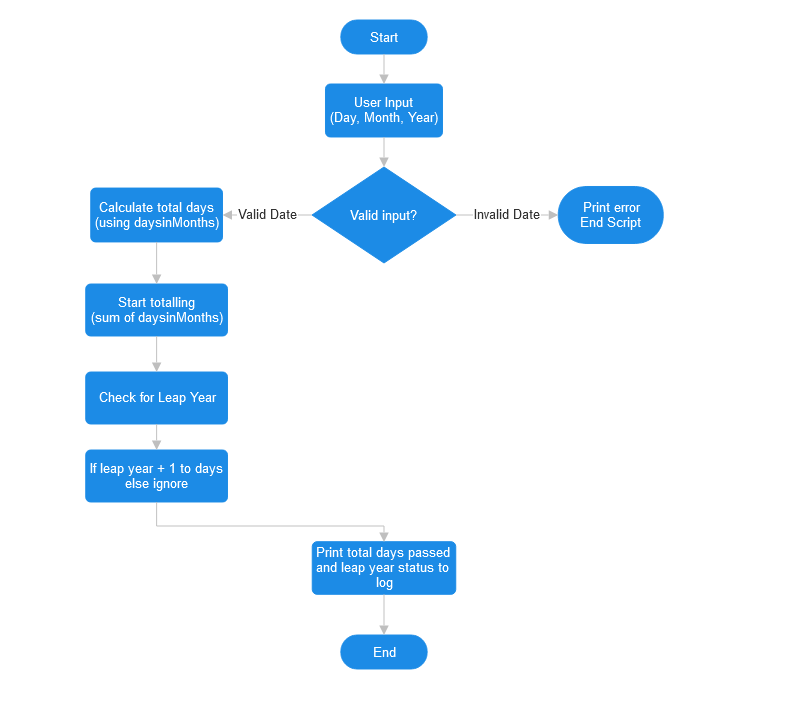 Start
User Input
(Day, Month, Year)
Valid input?
Valid Date
Invalid Date
Print error
End Script
Calculate total days
(using daysinMonths)
Start totalling
(sum of daysinMonths)
Check for Leap Year
If leap year + 1 to days
else ignore
Print total days passed
and leap year status to
log
End